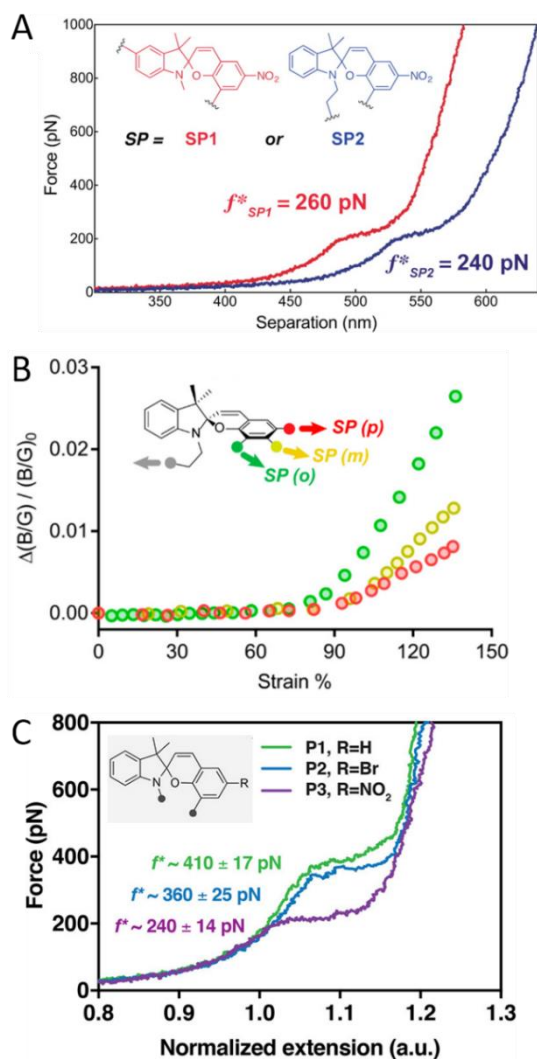 A
1000
800
600
400
200
0
Force (pN)
400
450
500
550
600
Separation (nm)
N
O
NO₂
N
O
NO₂
SP = SP1 or SP2
f*SP1 = 260 pN
f*SP2 = 240 pN
B
0.03
0.02
0.01
0.00
Δ(B/G) / (B/G)₀
0
30
60
90
120
150
Strain %
N
O
SP (p)
SP (m)
SP (o)
C
800
600
400
200
0
Force (pN)
0.8
0.9
1.0
1.1
1.2
1.3
Normalized extension (a.u.)
N
O
R
P1, R=H
P2, R=Br
P3, R=NO₂
f* ~ 410 ± 17 pN
f* ~ 360 ± 25 pN
f* ~ 240 ± 14 pN